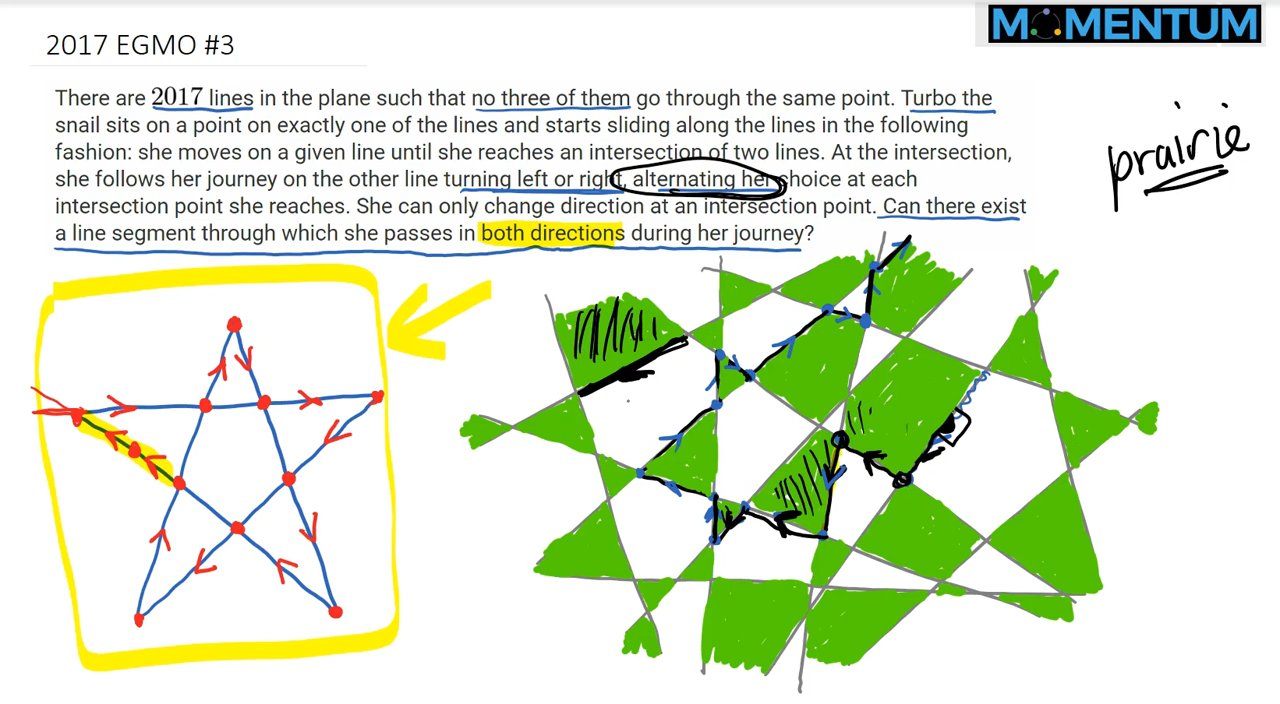 MOMENTUM
2017 EGMO #3
There are 2017 lines in the plane such that no three of them go through the same point. Turbo the
snail sits on a point on exactly one of the lines and starts sliding along the lines in the following
fashion: she moves on a given line until she reaches an intersection of two lines. At the intersection,
she follows her journey on the other line turning left or right, alternating her choice at each
intersection point she reaches. She can only change direction at an intersection point. Can there exist
a line segment through which she passes in both directions during her journey?
prairie